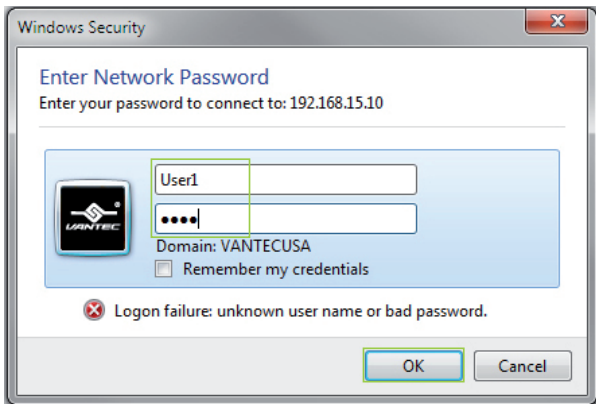 Windows Security
Enter Network Password
Enter your password to connect to: 192.168.15.10
User1
••••
VANTEC
Domain: VANTECUSA
Remember my credentials
Logon failure: unknown user name or bad password.
OK
Cancel